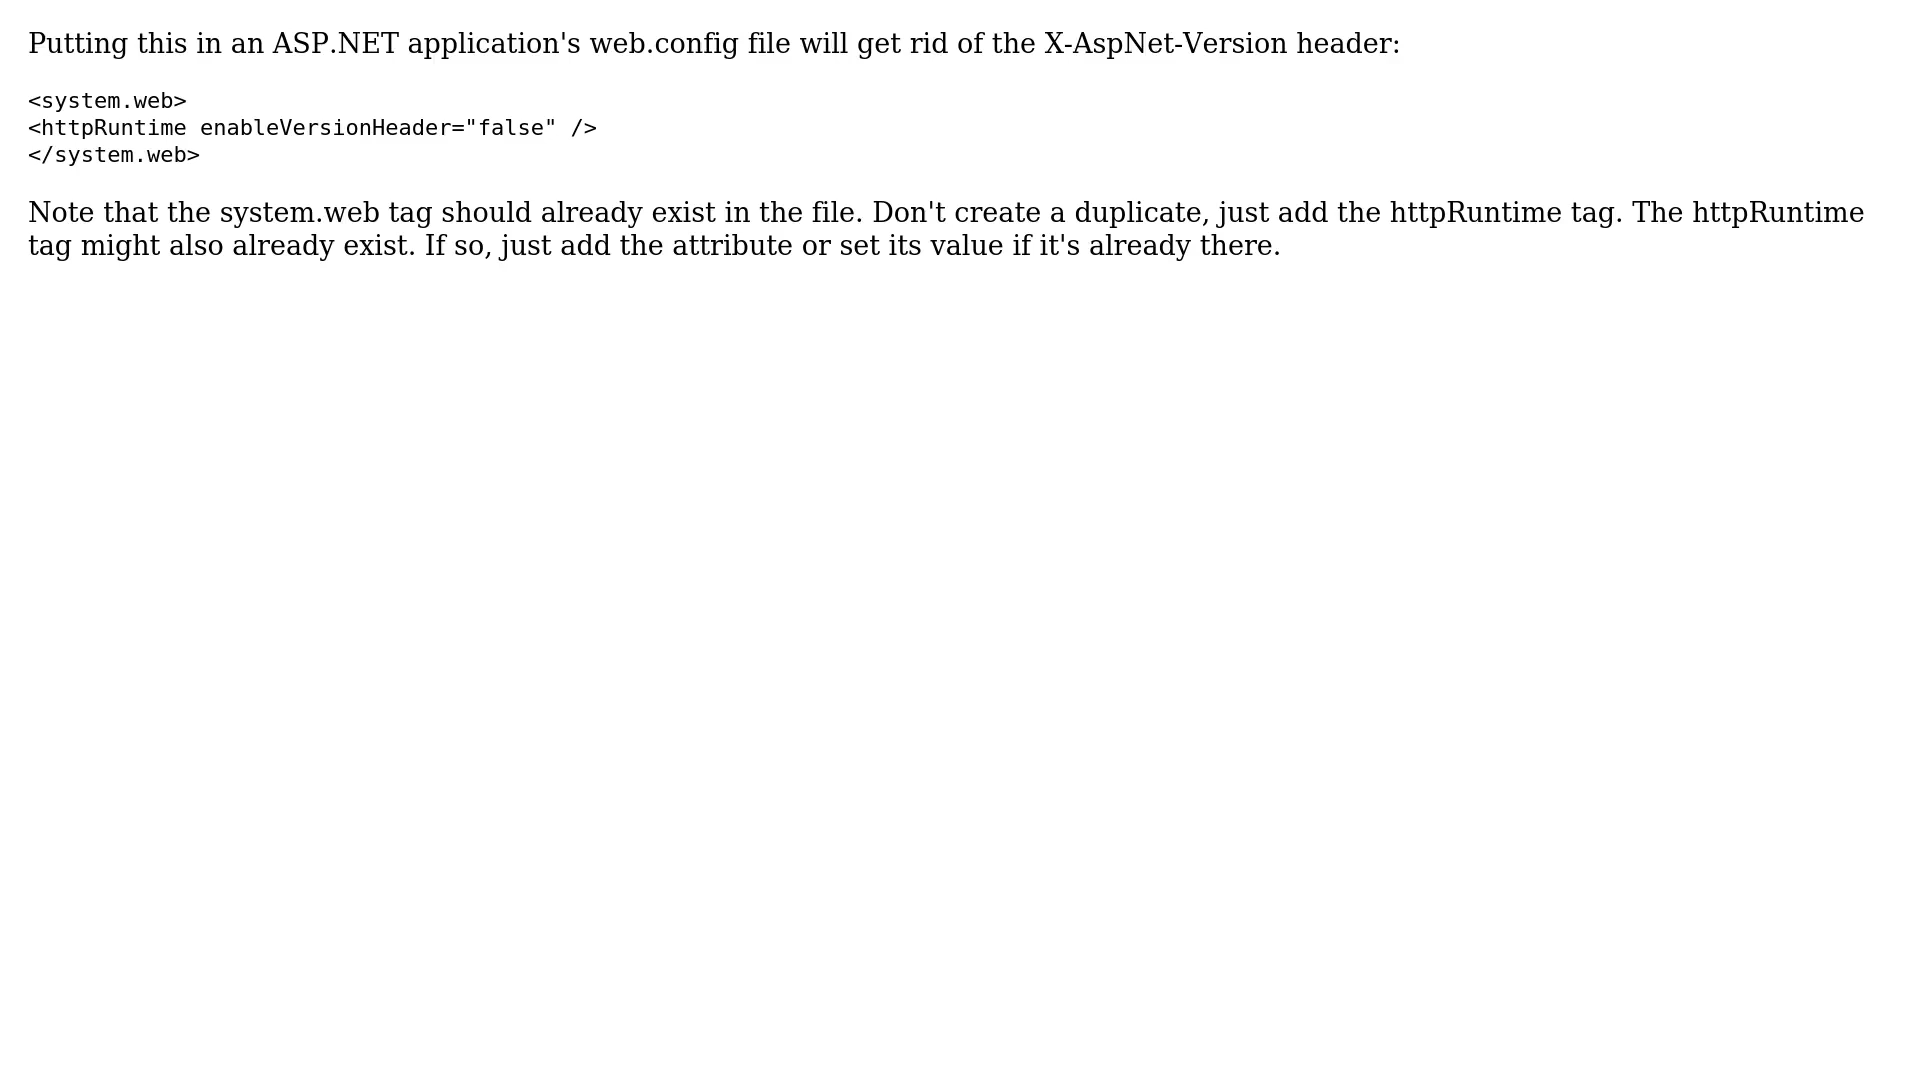 Putting this in an ASP.NET application's web.config file will get rid of the X-AspNet-Version header:
<system.web>
<httpRuntime enableVersionHeader="false" />
</system.web>
Note that the system.web tag should already exist in the file. Don't create a duplicate, just add the httpRuntime tag. The httpRuntime
tag might also already exist. If so, just add the attribute or set its value if it's already there.